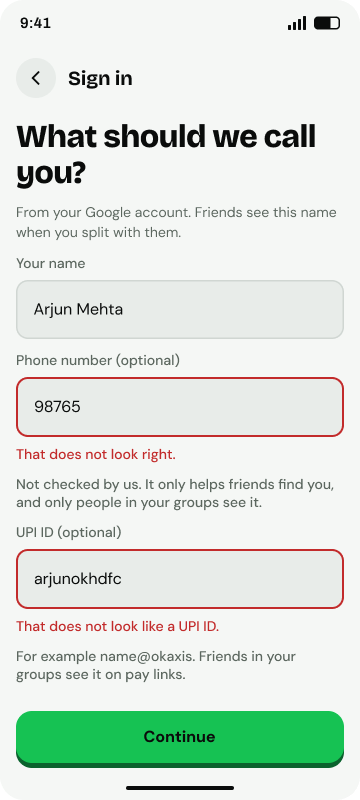 9:41
Sign in
What should we call
you?
From your Google account. Friends see this name
when you split with them.
Your name
Arjun Mehta
Phone number (optional)
98765
That does not look right.
Not checked by us. It only helps friends find you,
and only people in your groups see it.
UPI ID (optional)
arjunokhdfc
That does not look like a UPI ID.
For example name@okaxis. Friends in your
groups see it on pay links.
Continue